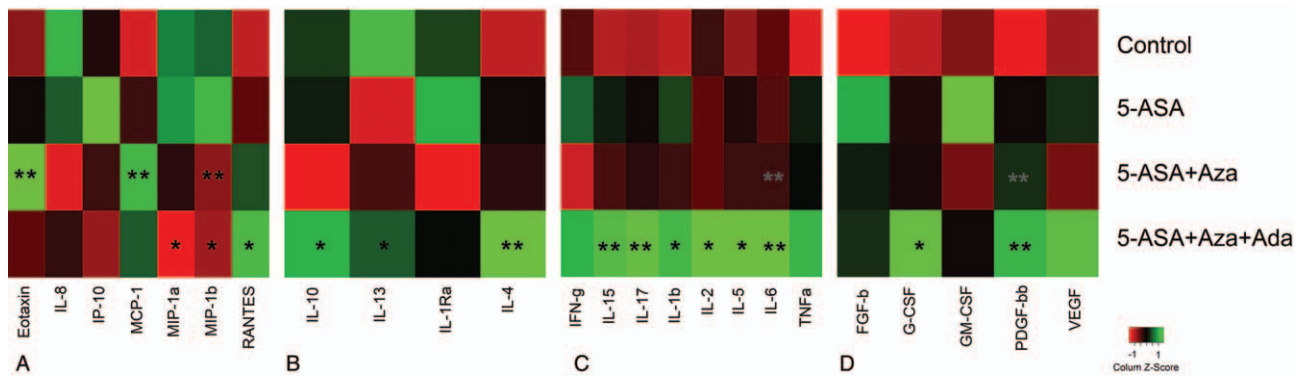 Control
5-ASA
** ** ** ** **
5-ASA+Aza
* * * * * ** ** ** * * * ** * **
5-ASA+Aza+Ada
Eotaxin IL-8 IP-10 MCP-1 MIP-1a MIP-1b RANTES
IL-10 IL-13 IL-1Ra IL-4
IFN-g IL-15 IL-17 IL-1b IL-2 IL-5 IL-6 TNFa
FGF-b G-CSF GM-CSF PDGF-bb VEGF
A B C D
-1 1
Colum Z-Score